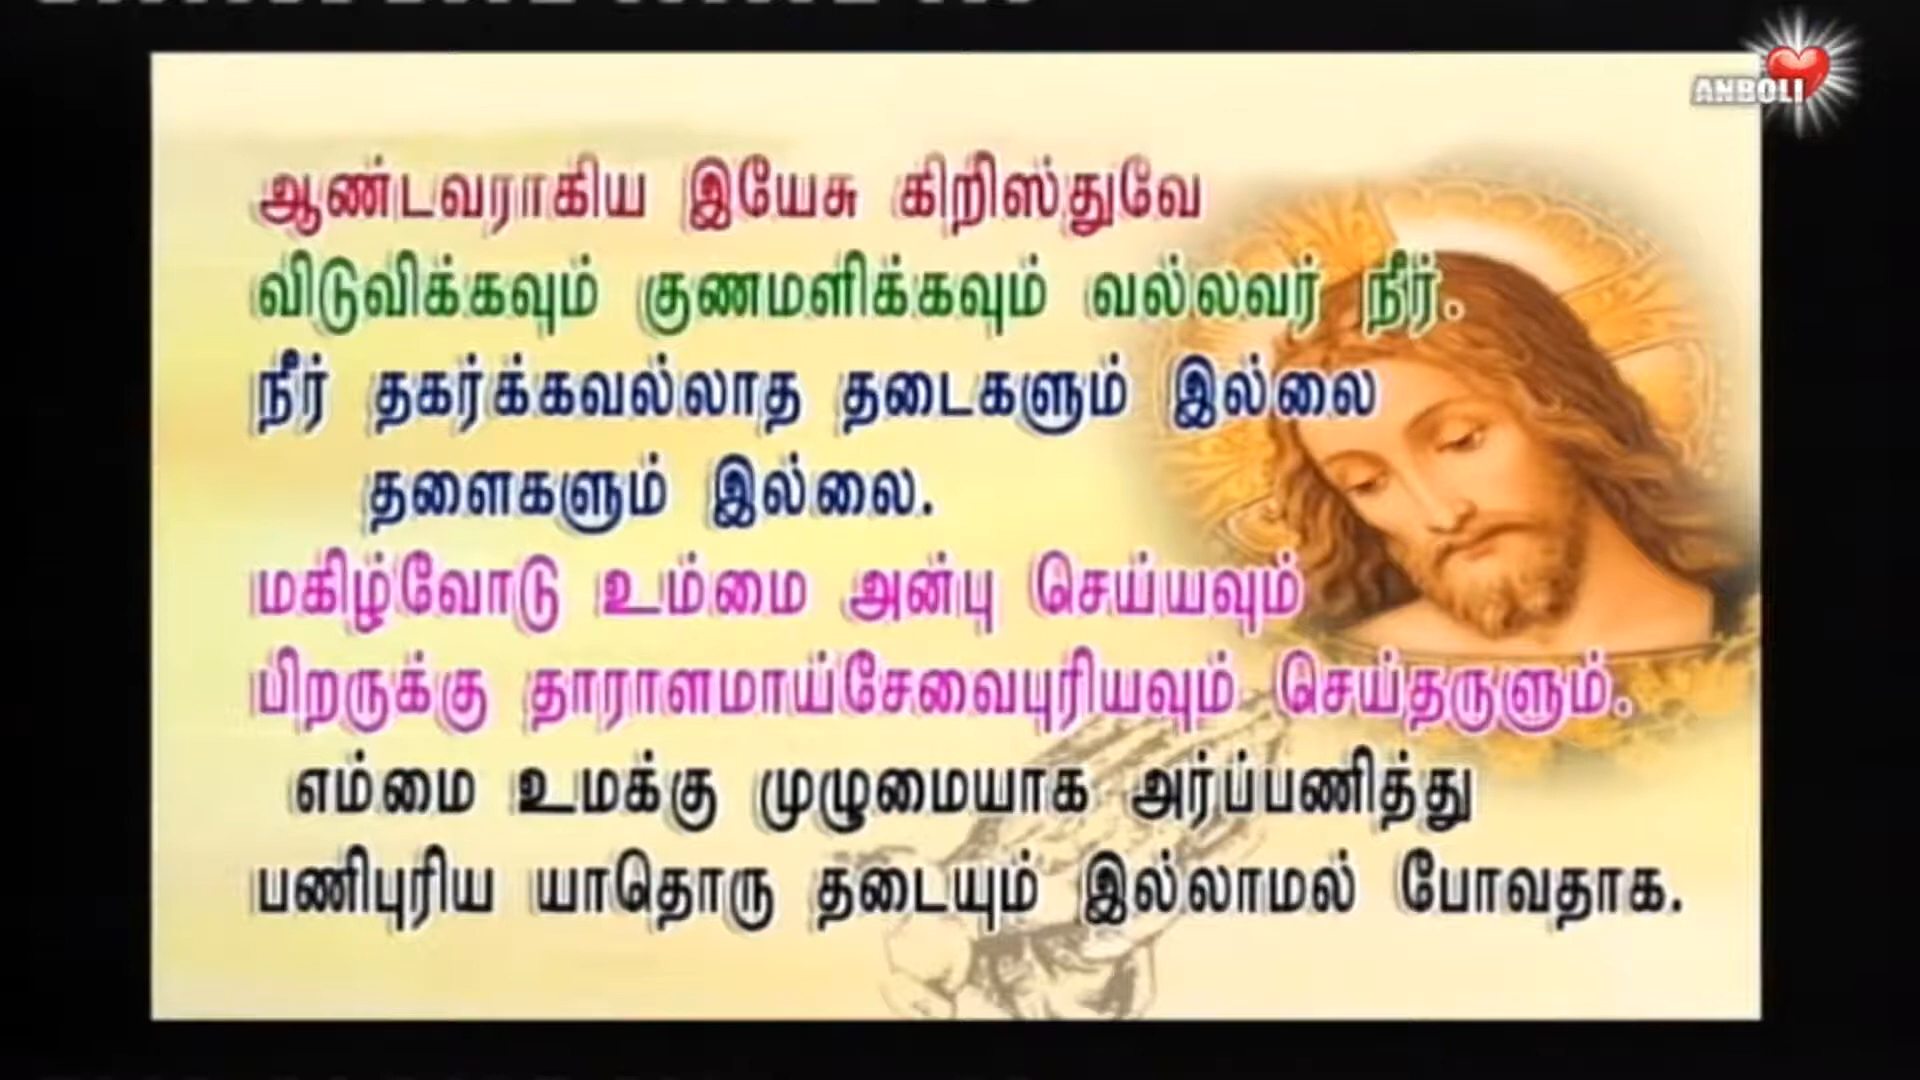 ANBOLI
ஆண்டவராகிய இயேசு கிறிஸ்துவே
விடுவிக்கவும் குணமளிக்கவும் வல்லவர் நீர்.
நீர் தகர்க்கவல்லாத தடைகளும் இல்லை
தளைகளும் இல்லை.
மகிழ்வோடு உம்மை அன்பு செய்யவும்
பிறருக்கு தாராளமாய்சேவைபுரியவும் செய்தருளும்.
எம்மை உமக்கு முழுமையாக அர்ப்பணித்து
பணிபுரிய யாதொரு தடையும் இல்லாமல் போவதாக.